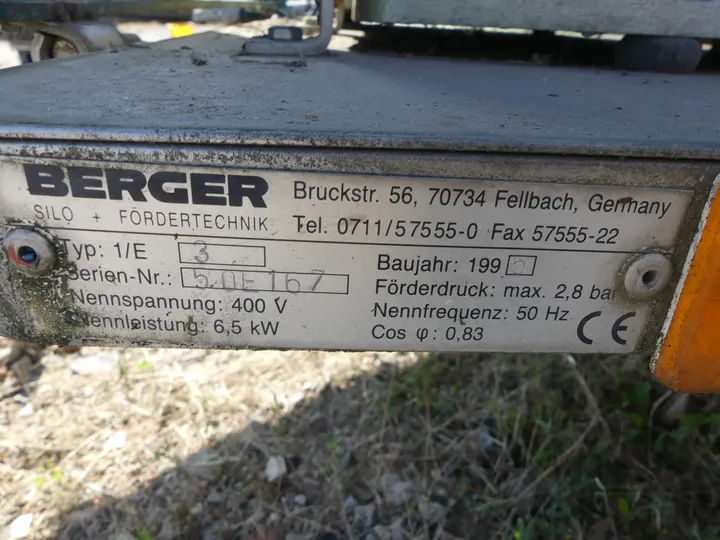 BERGER
SILO + FÖRDERTECHNIK
Bruckstr. 56, 70734 Fellbach, Germany
Tel. 0711/57555-0 Fax 57555-22
Typ: 1/E 3
Serien-Nr.: 5.0E167
Nennspannung: 400 V
Nennleistung: 6,5 kW
Baujahr: 199
Förderdruck: max. 2,8 bar
Nennfrequenz: 50 Hz
Cos φ: 0,83
CE